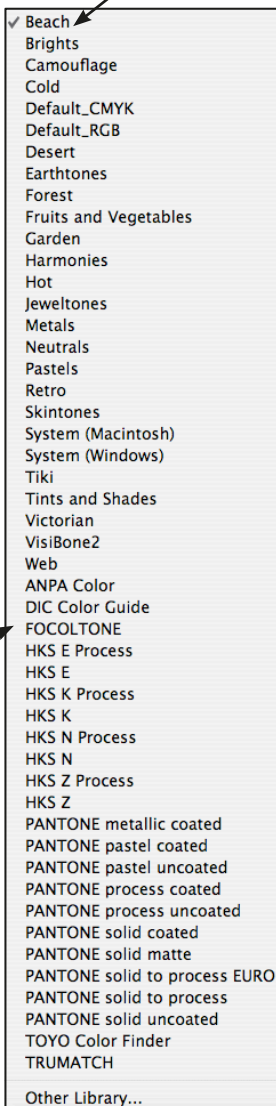 ✓ Beach
Brights
Camouflage
Cold
Default_CMYK
Default_RGB
Desert
Earthtones
Forest
Fruits and Vegetables
Garden
Harmonies
Hot
Jeweltones
Metals
Neutrals
Pastels
Retro
Skintones
System (Macintosh)
System (Windows)
Tiki
Tints and Shades
Victorian
VisiBone2
Web
ANPA Color
DIC Color Guide
FOCOLTONE
HKS E Process
HKS E
HKS K Process
HKS K
HKS N Process
HKS N
HKS Z Process
HKS Z
PANTONE metallic coated
PANTONE pastel coated
PANTONE pastel uncoated
PANTONE process coated
PANTONE process uncoated
PANTONE solid coated
PANTONE solid matte
PANTONE solid to process EURO
PANTONE solid to process
PANTONE solid uncoated
TOYO Color Finder
TRUMATCH
Other Library...